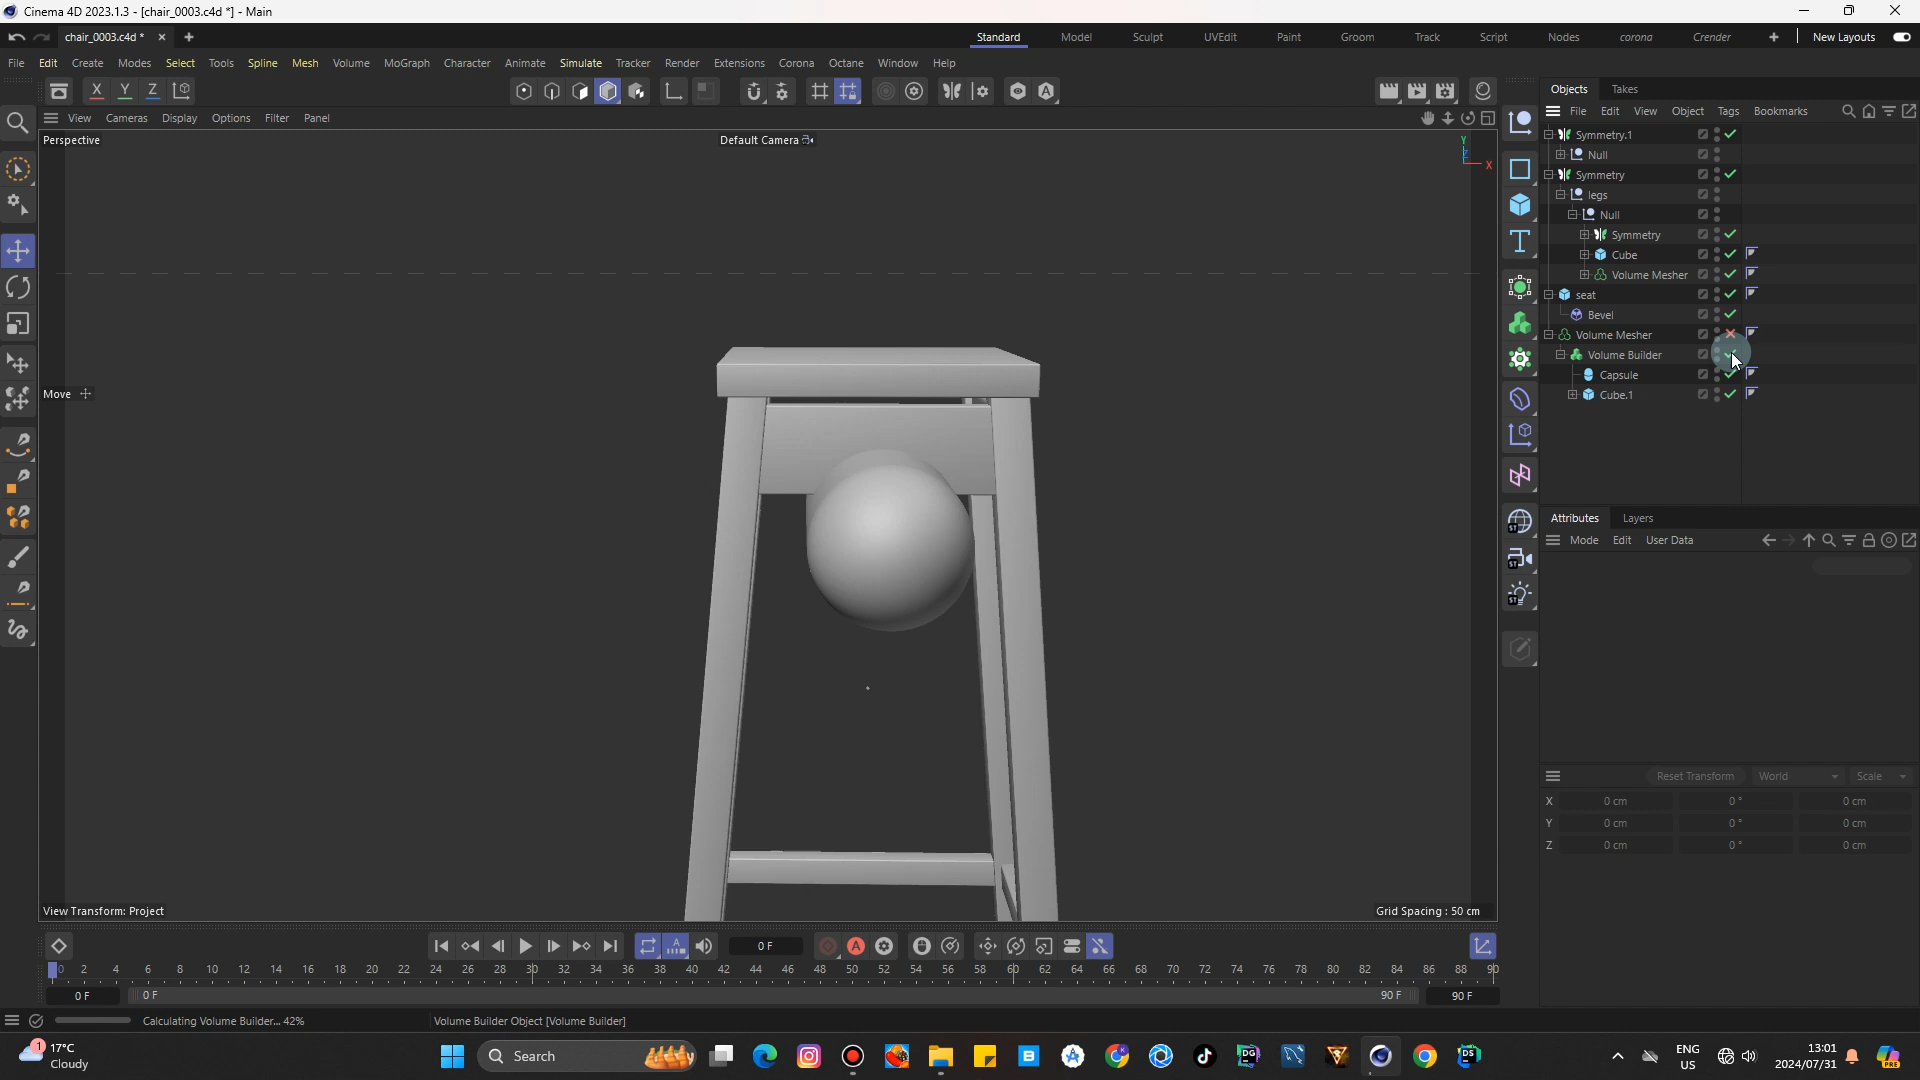 Cinema 4D 2023.1.3 - [chair_0003.c4d *] - Main
chair_0003.c4d *
Standard Model Sculpt UVEdit Paint Groom Track Script Nodes corona Crender New Layouts
File Edit Create Modes Select Tools Spline Mesh Volume MoGraph Character Animate Simulate Tracker Render Extensions Corona Octane Window Help
X Y Z
Objects Takes
File Edit View Object Tags Bookmarks
View Cameras Display Options Filter Panel
Perspective
Default Camera
Y
Z
X
Symmetry.1
Null
Symmetry
legs
Null
Symmetry
Cube
Volume Mesher
seat
Bevel
Volume Mesher
Volume Builder
Capsule
Cube.1
Move
Attributes Layers
Mode Edit User Data
Reset Transform World Scale
X 0 cm 0 ° 0 cm
Y 0 cm 0 ° 0 cm
Z 0 cm 0 ° 0 cm
View Transform: Project
Grid Spacing : 50 cm
0 F
0 2 4 6 8 10 12 14 16 18 20 22 24 26 28 30 32 34 36 38 40 42 44 46 48 50 52 54 56 58 60 62 64 66 68 70 72 74 76 78 80 82 84 86 88 90
0 F 0 F 90 F 90 F
Calculating Volume Builder... 42% Volume Builder Object [Volume Builder]
1
17°C
Cloudy
Search
ENG
US
13:01
2024/07/31